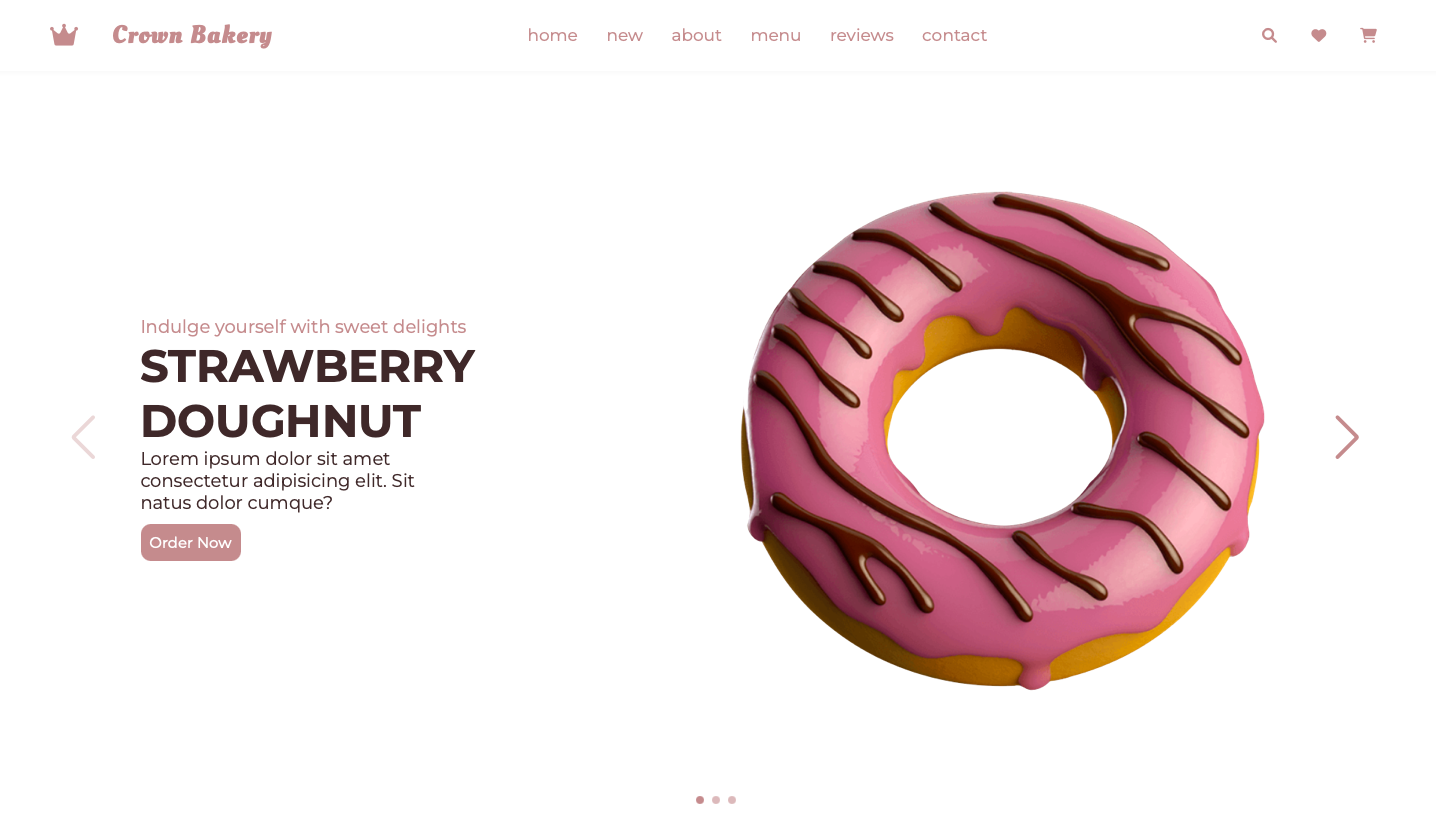 Crown Bakery
home new about menu reviews contact
Indulge yourself with sweet delights
STRAWBERRY
DOUGHNUT
Lorem ipsum dolor sit amet
consectetur adipisicing elit. Sit
natus dolor cumque?
Order Now